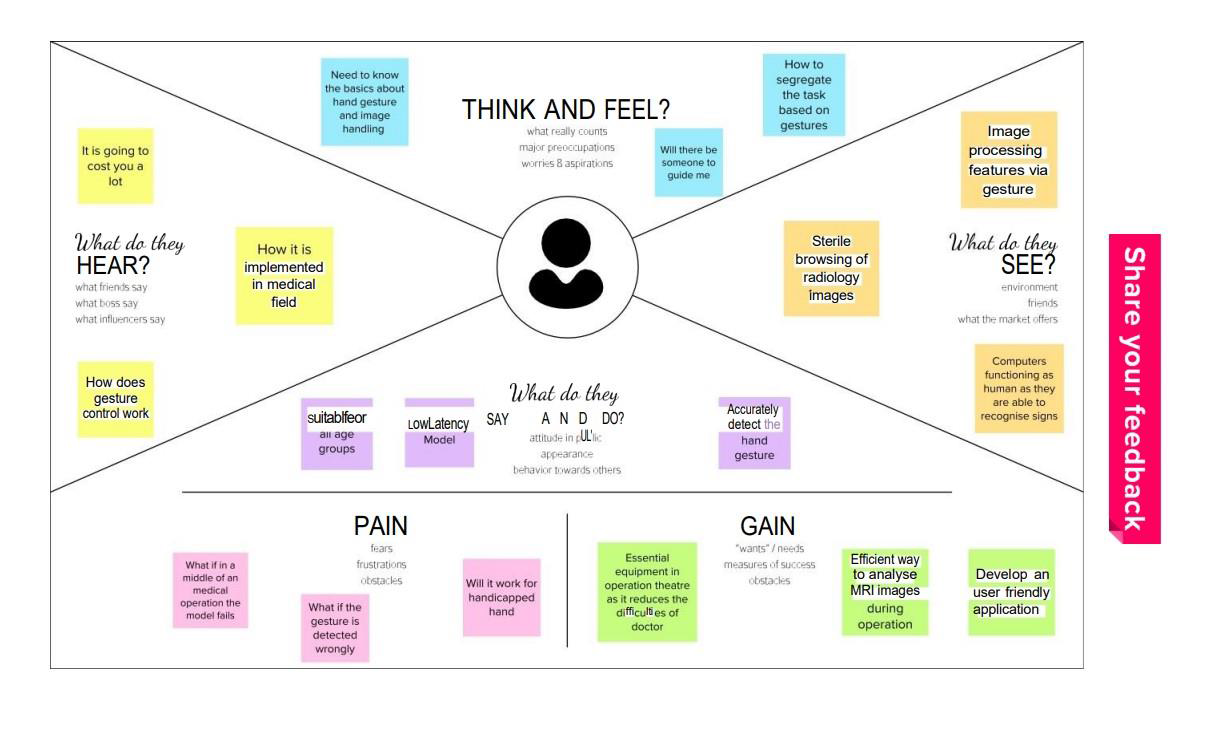 Need to know
the basics about
hand gesture
and image
handling
THINK AND FEEL?
what really counts
major preoccupations
worries 8 aspirations
Will there be
someone to
guide me
How to
segregate
the task
based on
gestures
It is going to
cost you a
lot
What do they
HEAR?
what friends say
what boss say
what influencers say
How it is
implemented
in medical
field
How does
gesture
control work
Image
processing
features via
gesture
Sterile
browsing of
radiology
images
What do they
SEE?
environment
friends
what the market offers
Computers
functioning as
human as they
are able to
recognise signs
suitablfeor
all age
groups
LowLatency
Model
What do they
SAY AND DO?
attitude in pUL'lic
appearance
behavior towards others
Accurately
detect the
hand
gesture
PAIN
fears
frustrations
obstacles
What if in a
middle of an
medical
operation the
model fails
What if the
gesture is
detected
wrongly
Will it work for
handicapped
hand
GAIN
"wants" / needs
measures of success
obstacles
Essential
equipment in
operation theatre
as it reduces the
difficulties of
doctor
Efficient way
to analyse
MRI images
during
operation
Develop an
user friendly
application
Share your feedback